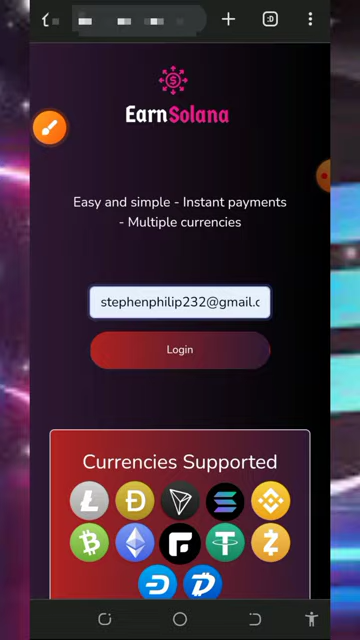 :D
EarnSolana
Easy and simple - Instant payments
- Multiple currencies
stephenphilip232@gmail.c
Login
Currencies Supported